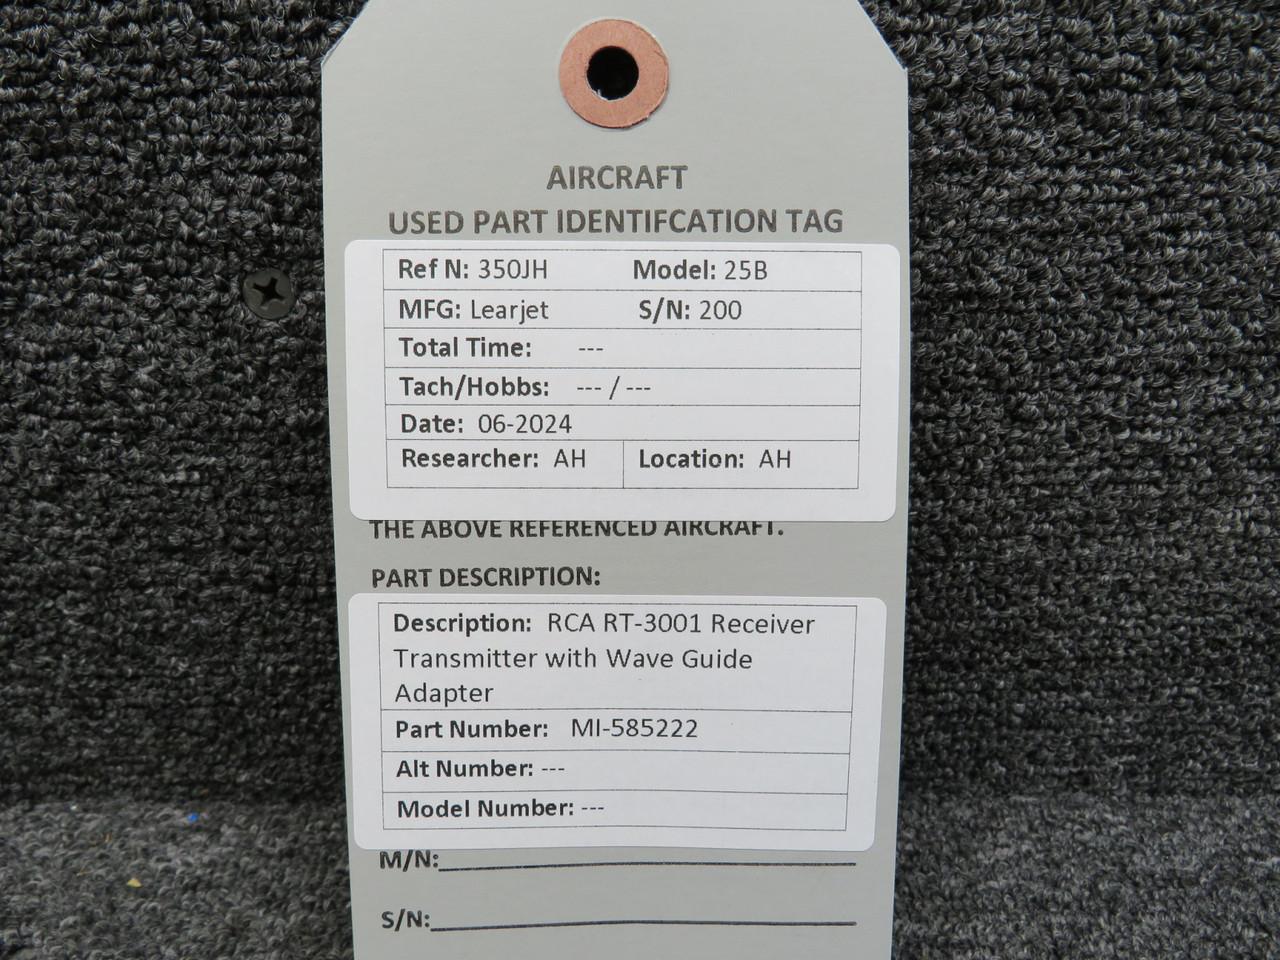 AIRCRAFT
USED PART IDENTIFCATION TAG
Ref N: 350JH Model: 25B
MFG: Learjet S/N: 200
Total Time: ---
Tach/Hobbs: --- / ---
Date: 06-2024
Researcher: AH Location: AH
THE ABOVE REFERENCED AIRCRAFT.
PART DESCRIPTION:
Description: RCA RT-3001 Receiver
Transmitter with Wave Guide
Adapter
Part Number: MI-585222
Alt Number: ---
Model Number: ---
M/N:
S/N: